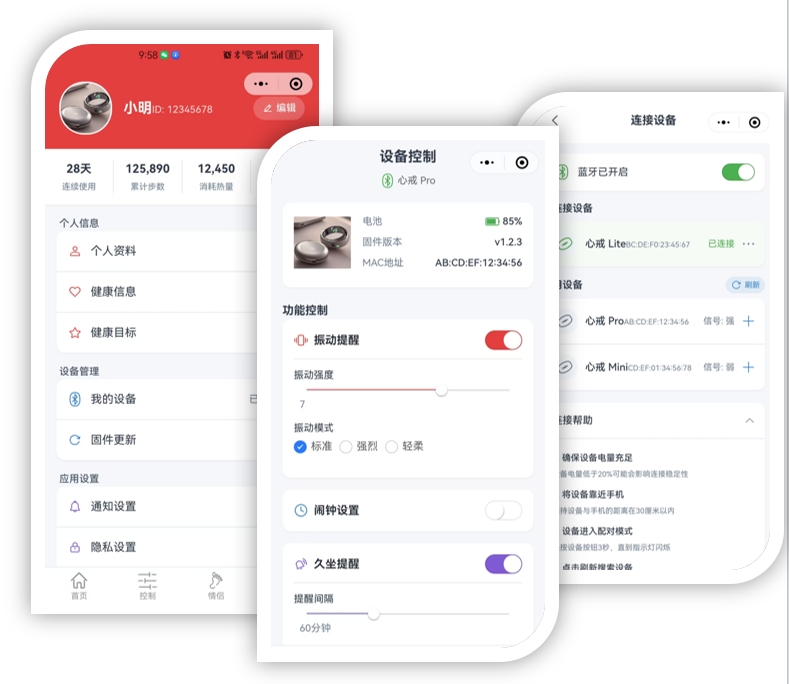 9:58
小明ID: 12345678
编辑
28天
125,890
12,450
连续使用
累计步数
消耗热量
个人信息
个人资料
健康信息
健康目标
设备管理
我的设备
固件更新
应用设置
通知设置
隐私设置
首页
控制
情信
设备控制
心戒 Pro
电池
85%
固件版本
v1.2.3
MAC地址
AB:CD:EF:12:34:56
功能控制
振动提醒
振动强度
7
振动模式
标准
强烈
轻柔
闹钟设置
久坐提醒
提醒间隔
60分钟
连接设备
蓝牙已开启
接设备
心戒 LiteBC:DE:F0:23:45:67
已连接
设备
刷新
心戒 ProAB:CD:EF:12:34:56
信号: 强
心戒 MiniCD:EF:01:34:56:78
信号: 弱
接帮助
确保设备电量充足
备电量低于20%可能会影响连接稳定性
将设备靠近手机
持设备与手机的距离在30厘米以内
设备进入配对模式
按设备按钮3秒，直到指示灯闪烁
点击刷新搜索设备